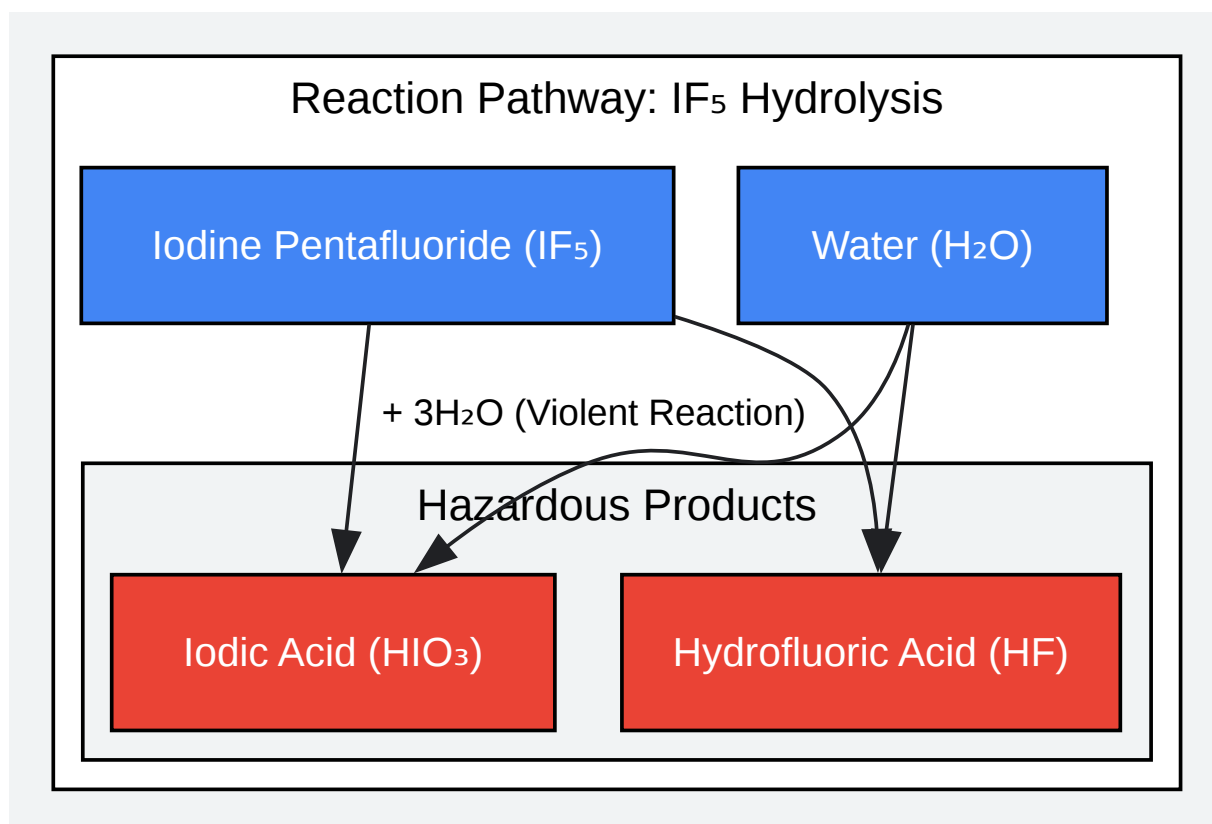 Reaction Pathway: IF₅ Hydrolysis
Iodine Pentafluoride (IF₅)
Water (H₂O)
+ 3H₂O (Violent Reaction)
Hazardous Products
Iodic Acid (HIO₃)
Hydrofluoric Acid (HF)